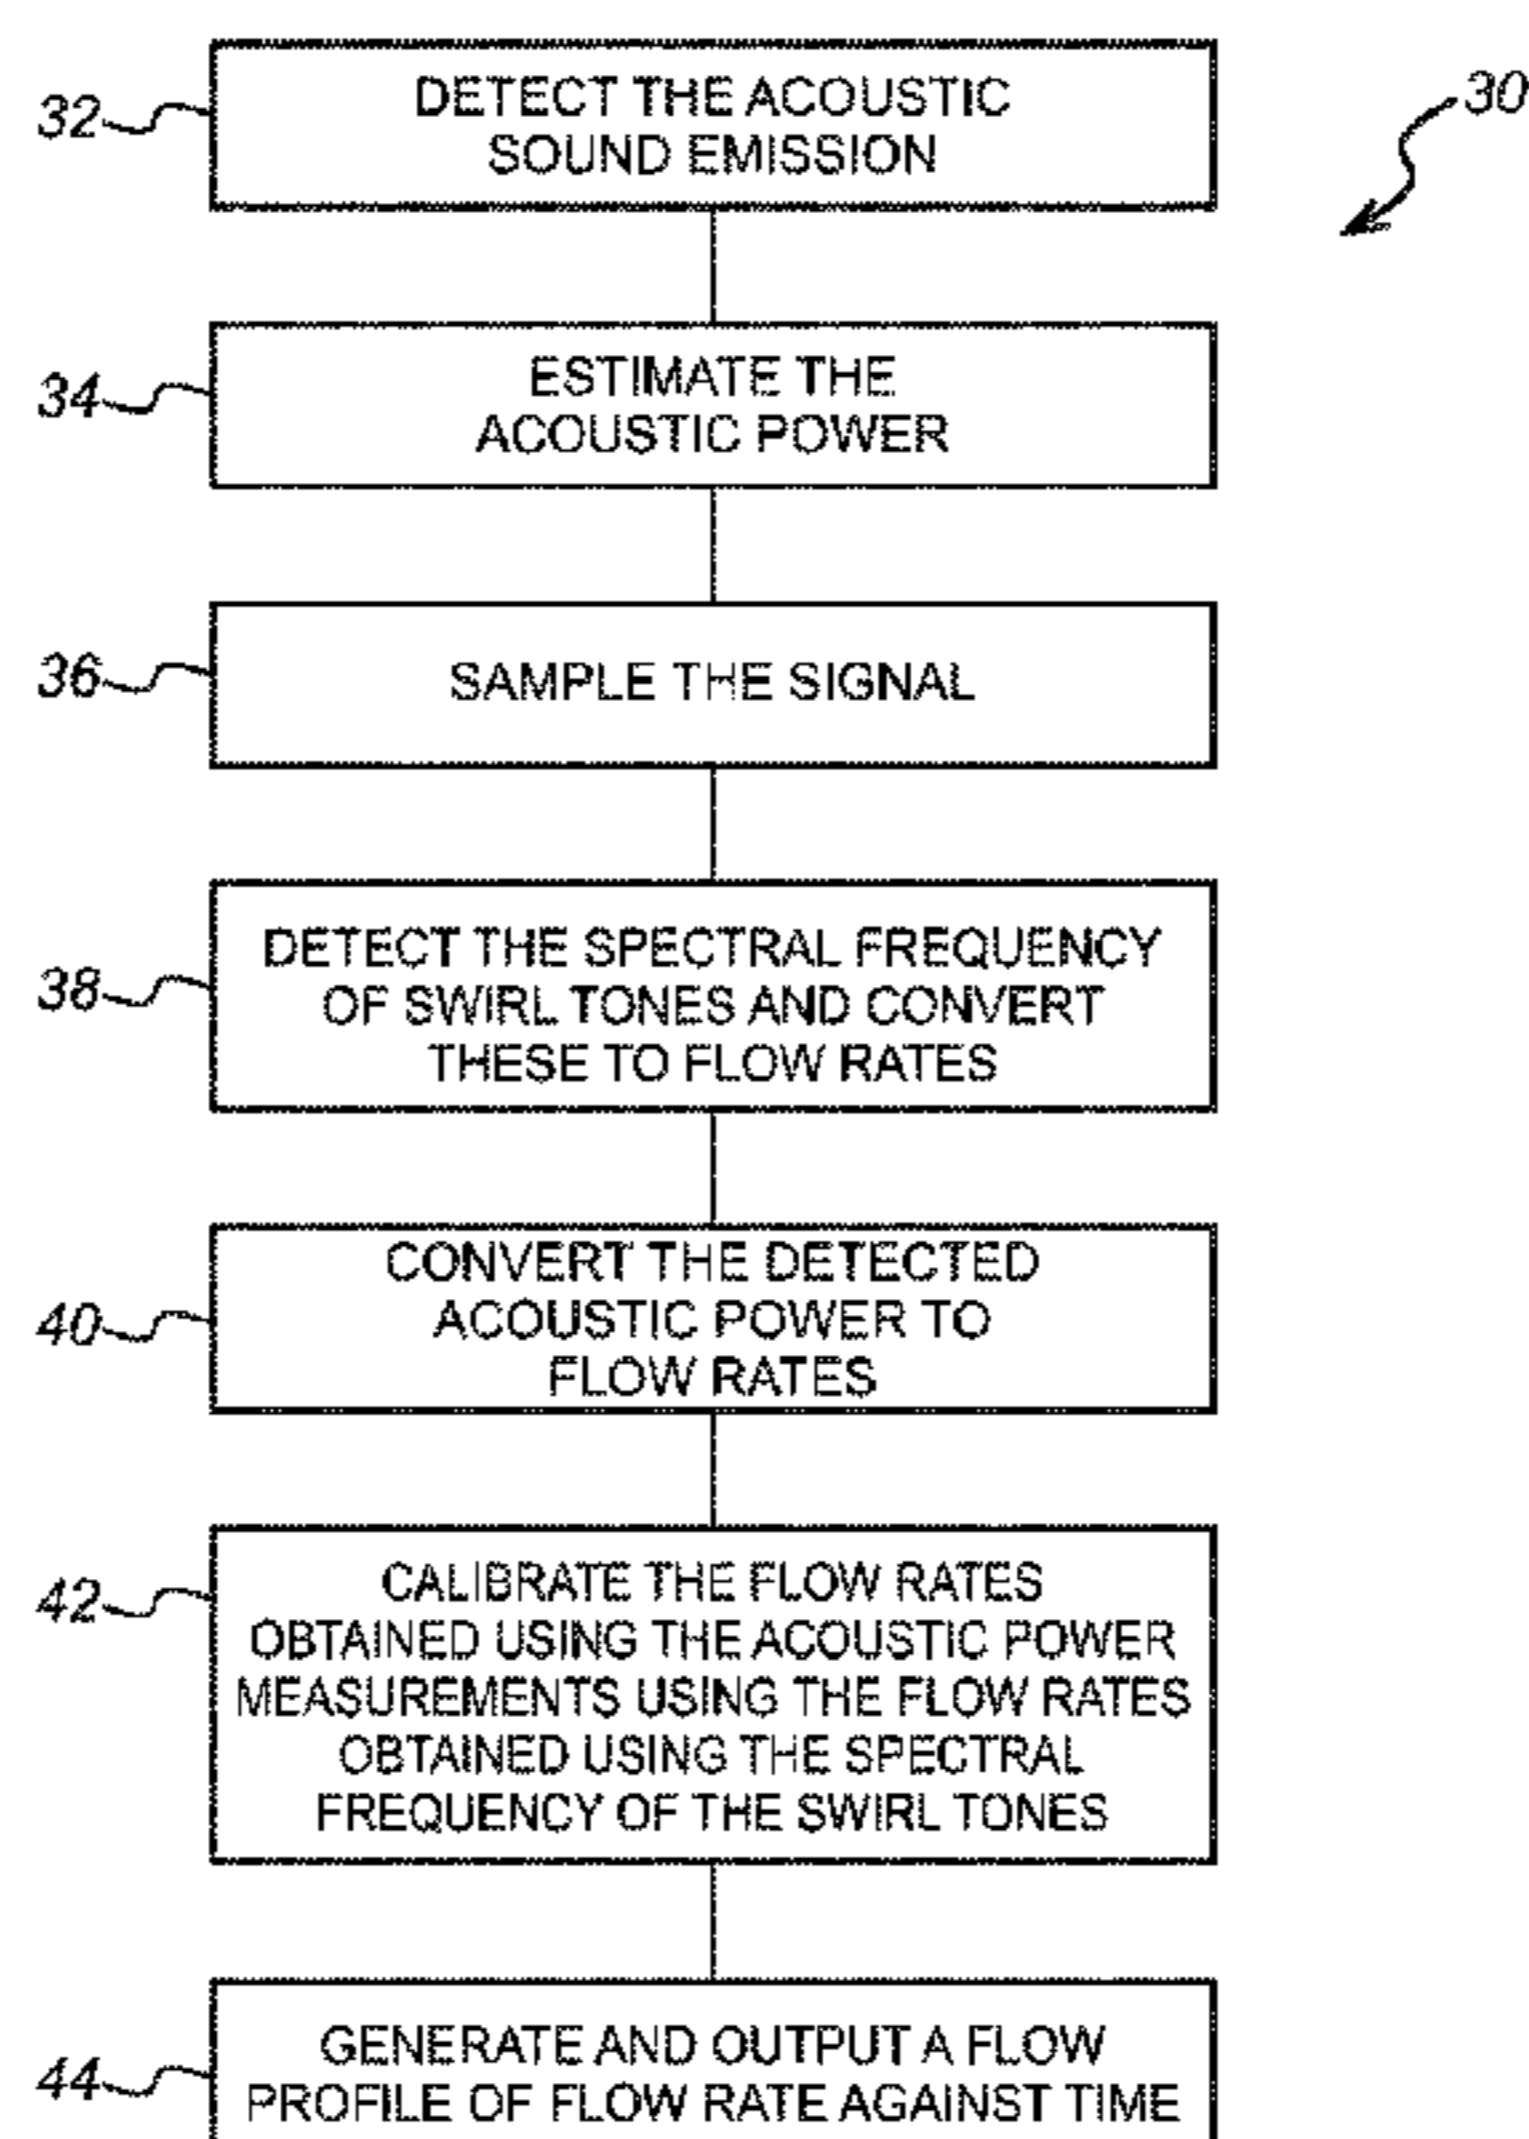 30
32
DETECT THE ACOUSTIC
SOUND EMISSION
34
ESTIMATE THE
ACOUSTIC POWER
36
SAMPLE THE SIGNAL
38
DETECT THE SPECTRAL FREQUENCY
OF SWIRL TONES AND CONVERT
THESE TO FLOW RATES
40
CONVERT THE DETECTED
ACOUSTIC POWER TO
FLOW RATES
42
CALIBRATE THE FLOW RATES
OBTAINED USING THE ACOUSTIC POWER
MEASUREMENTS USING THE FLOW RATES
OBTAINED USING THE SPECTRAL
FREQUENCY OF THE SWIRL TONES
44
GENERATE AND OUTPUT A FLOW
PROFILE OF FLOW RATE AGAINST TIME